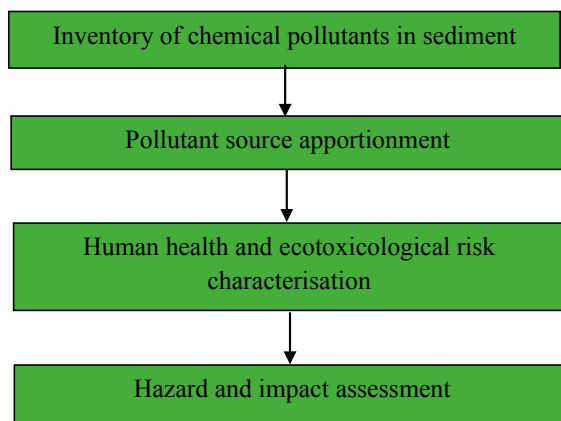 Inventory of chemical pollutants in sediment
Pollutant source apportionment
Human health and ecotoxicological risk
characterisation
Hazard and impact assessment